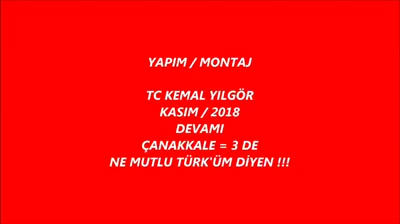 YAPIM / MONTAJ
TC KEMAL YILGÖR
KASIM / 2018
DEVAMI
ÇANAKKALE = 3 DE
NE MUTLU TÜRK'ÜM DİYEN !!!